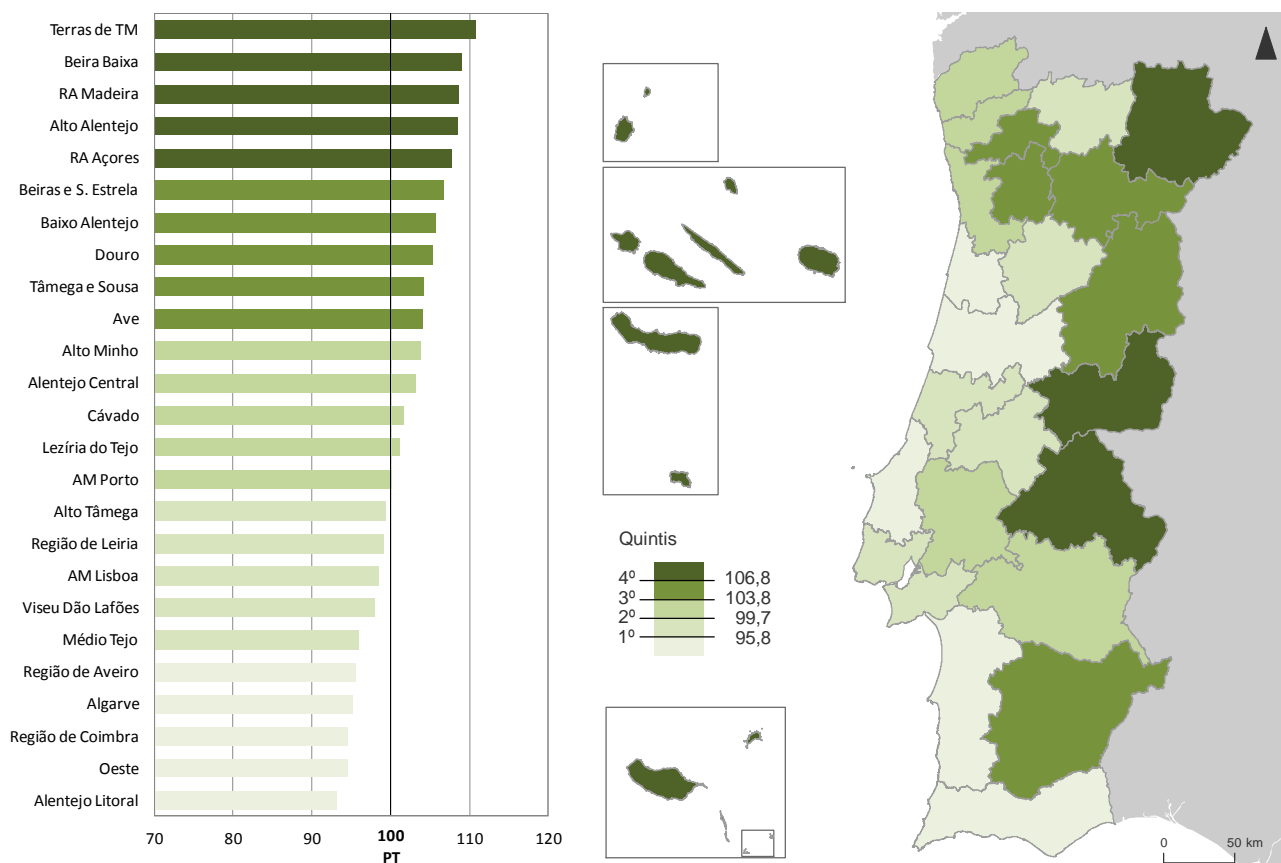 Terras de TM
Beira Baixa
RA Madeira
Alto Alentejo
RA Açores
Beiras e S. Estrela
Baixo Alentejo
Douro
Tâmega e Sousa
Ave
Alto Minho
Alentejo Central
Cávado
Lezíria do Tejo
AM Porto
Alto Tâmega
Região de Leiria
AM Lisboa
Viseu Dão Lafões
Médio Tejo
Região de Aveiro
Algarve
Região de Coimbra
Oeste
Alentejo Litoral
70 80 90 100 110 120
PT
Quintis
4º 106,8
3º 103,8
2º 99,7
1º 95,8
0 50 km